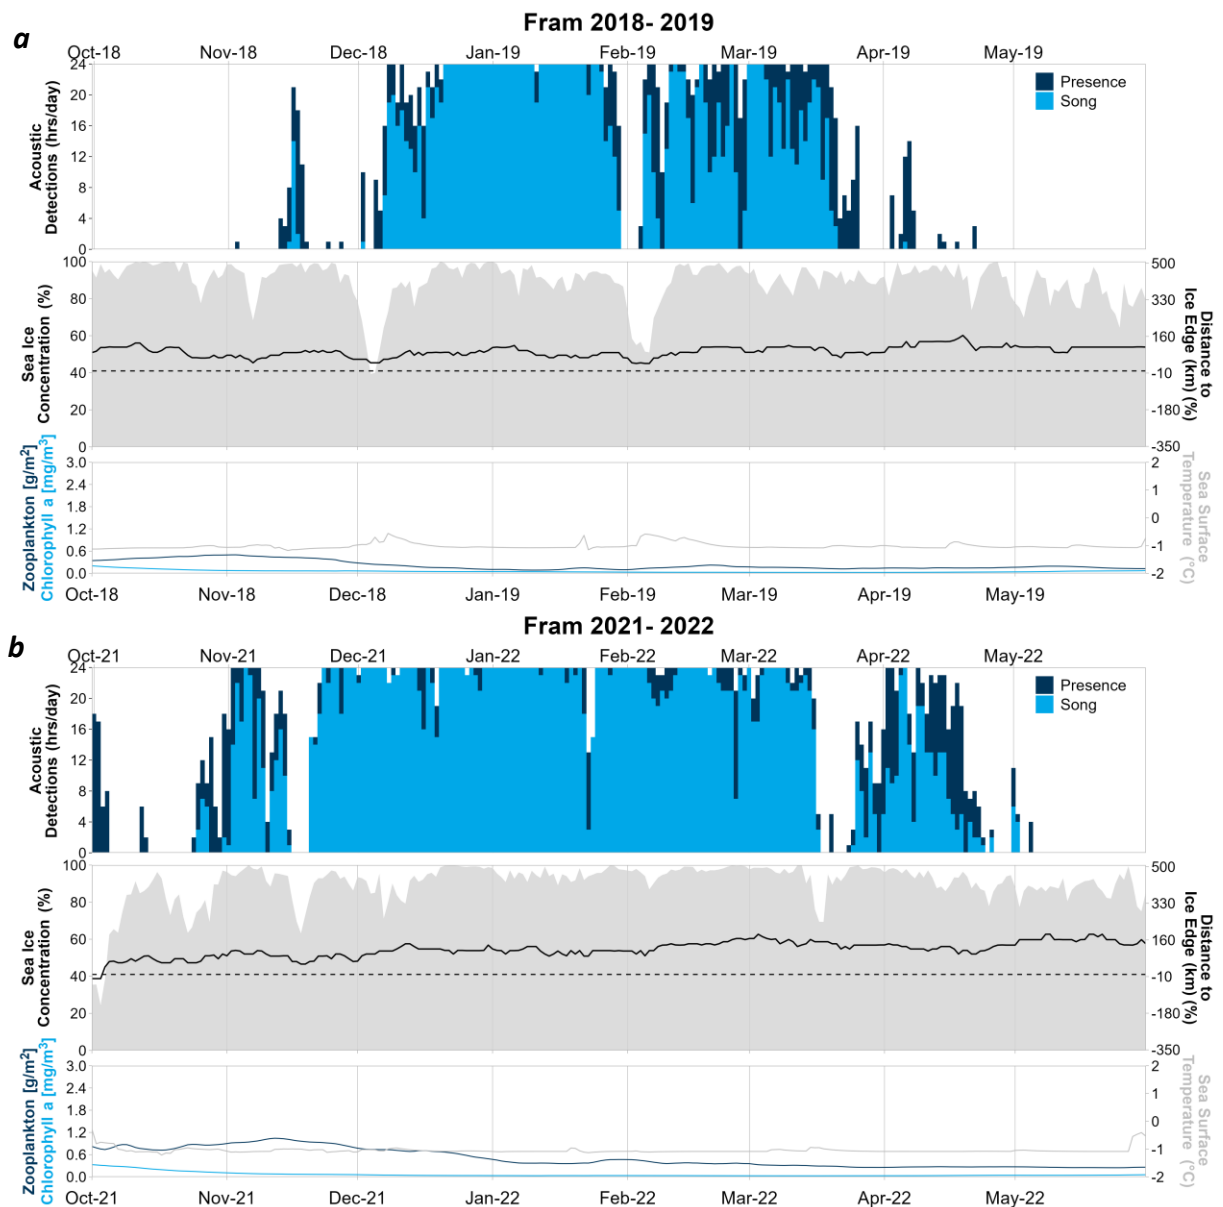 a
Fram 2018- 2019
Oct-18 Nov-18 Dec-18 Jan-19 Feb-19 Mar-19 Apr-19 May-19
Acoustic
Detections (hrs/day)
24
20
16
12
8
4
0
Presence
Song
Sea Ice
Concentration (%)
100
80
60
40
20
0
500
330
160
-10
-180
-350
Distance to
Ice Edge (km) (%)
Zooplankton [g/m²]
Chlorophyll a [mg/m³]
3.0
2.4
1.8
1.2
0.6
0.0
2
1
0
-1
-2
Sea Surface
Temperature (°C)
Oct-18 Nov-18 Dec-18 Jan-19 Feb-19 Mar-19 Apr-19 May-19
b
Fram 2021- 2022
Oct-21 Nov-21 Dec-21 Jan-22 Feb-22 Mar-22 Apr-22 May-22
Acoustic
Detections (hrs/day)
24
20
16
12
8
4
0
Presence
Song
Sea Ice
Concentration (%)
100
80
60
40
20
0
500
330
160
-10
-180
-350
Distance to
Ice Edge (km) (%)
Zooplankton [g/m²]
Chlorophyll a [mg/m³]
3.0
2.4
1.8
1.2
0.6
0.0
2
1
0
-1
-2
Sea Surface
Temperature (°C)
Oct-21 Nov-21 Dec-21 Jan-22 Feb-22 Mar-22 Apr-22 May-22